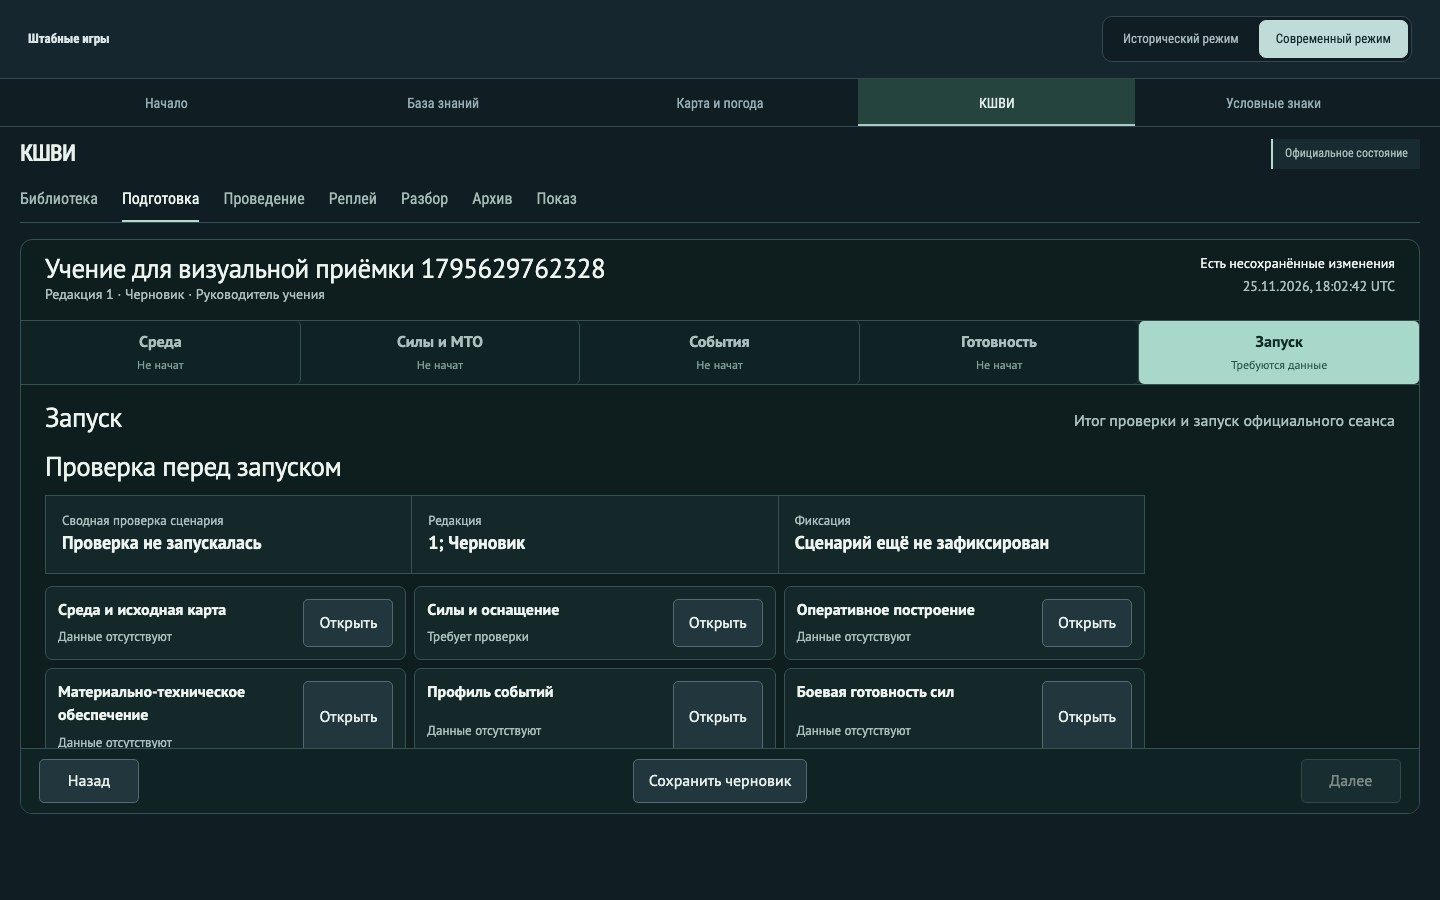 Штабные игры
Исторический режим
Современный режим
Начало
База знаний
Карта и погода
КШВИ
Условные знаки
КШВИ
Официальное состояние
Библиотека
Подготовка
Проведение
Реплей
Разбор
Архив
Показ
Учение для визуальной приёмки 1795629762328
Редакция 1 · Черновик · Руководитель учения
Есть несохранённые изменения
25.11.2026, 18:02:42 UTC
Среда
Не начат
Силы и МТО
Не начат
События
Не начат
Готовность
Не начат
Запуск
Требуются данные
Запуск
Итог проверки и запуск официального сеанса
Проверка перед запуском
Сводная проверка сценария
Проверка не запускалась
Редакция
1; Черновик
Фиксация
Сценарий ещё не зафиксирован
Среда и исходная карта
Данные отсутствуют
Открыть
Силы и оснащение
Требует проверки
Открыть
Оперативное построение
Данные отсутствуют
Открыть
Материально-техническое
обеспечение
Данные отсутствуют
Открыть
Профиль событий
Данные отсутствуют
Открыть
Боевая готовность сил
Данные отсутствуют
Открыть
Назад
Сохранить черновик
Далее